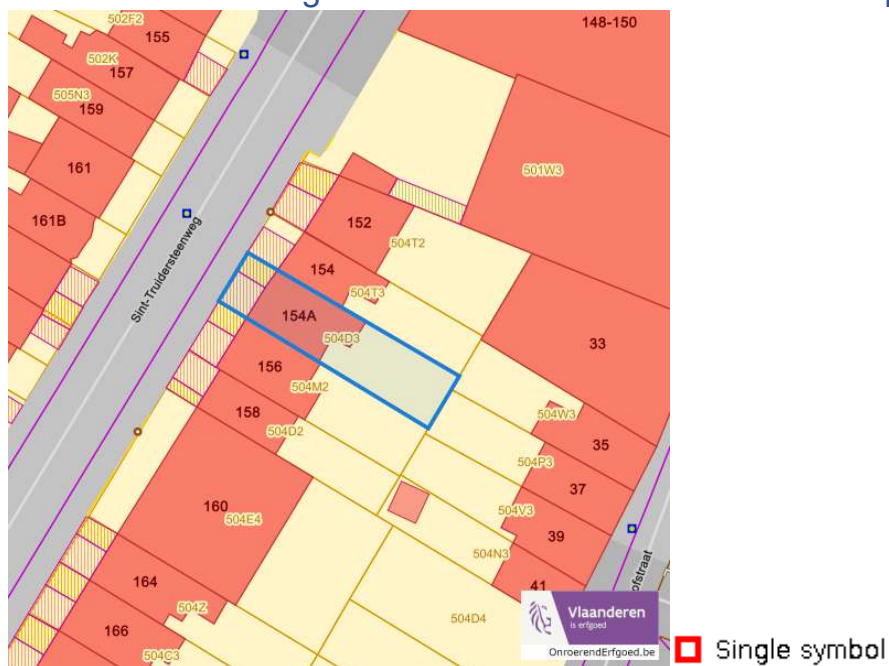 502F2
155
148-150
502K
157
505N3
159
161
501W3
161B
152
504T2
Sint-Truidersteenweg
154
504T3
154A
504D3
33
156
504M2
158
504W3
35
504D2
504P3
37
160
504V3
504E4
39
504N3
41
ofstraat
164
504Z
504D4
166
504C3
Vlaanderen
is erfgoed
OnroerendErfgoed.be
Single symbol